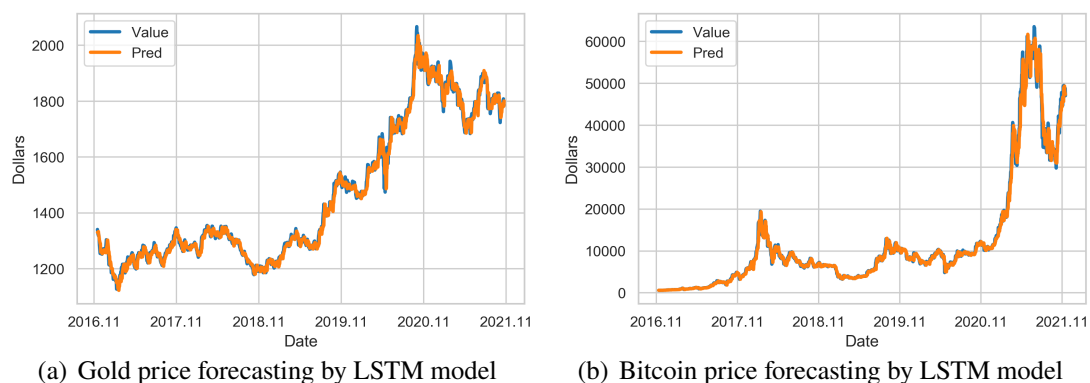 Value
Pred
2000
1800
1600
1400
1200
Dollars
2016.11 2017.11 2018.11 2019.11 2020.11 2021.11
Date
(a) Gold price forecasting by LSTM model
Value
Pred
60000
50000
40000
30000
20000
10000
0
Dollars
2016.11 2017.11 2018.11 2019.11 2020.11 2021.11
Date
(b) Bitcoin price forecasting by LSTM model